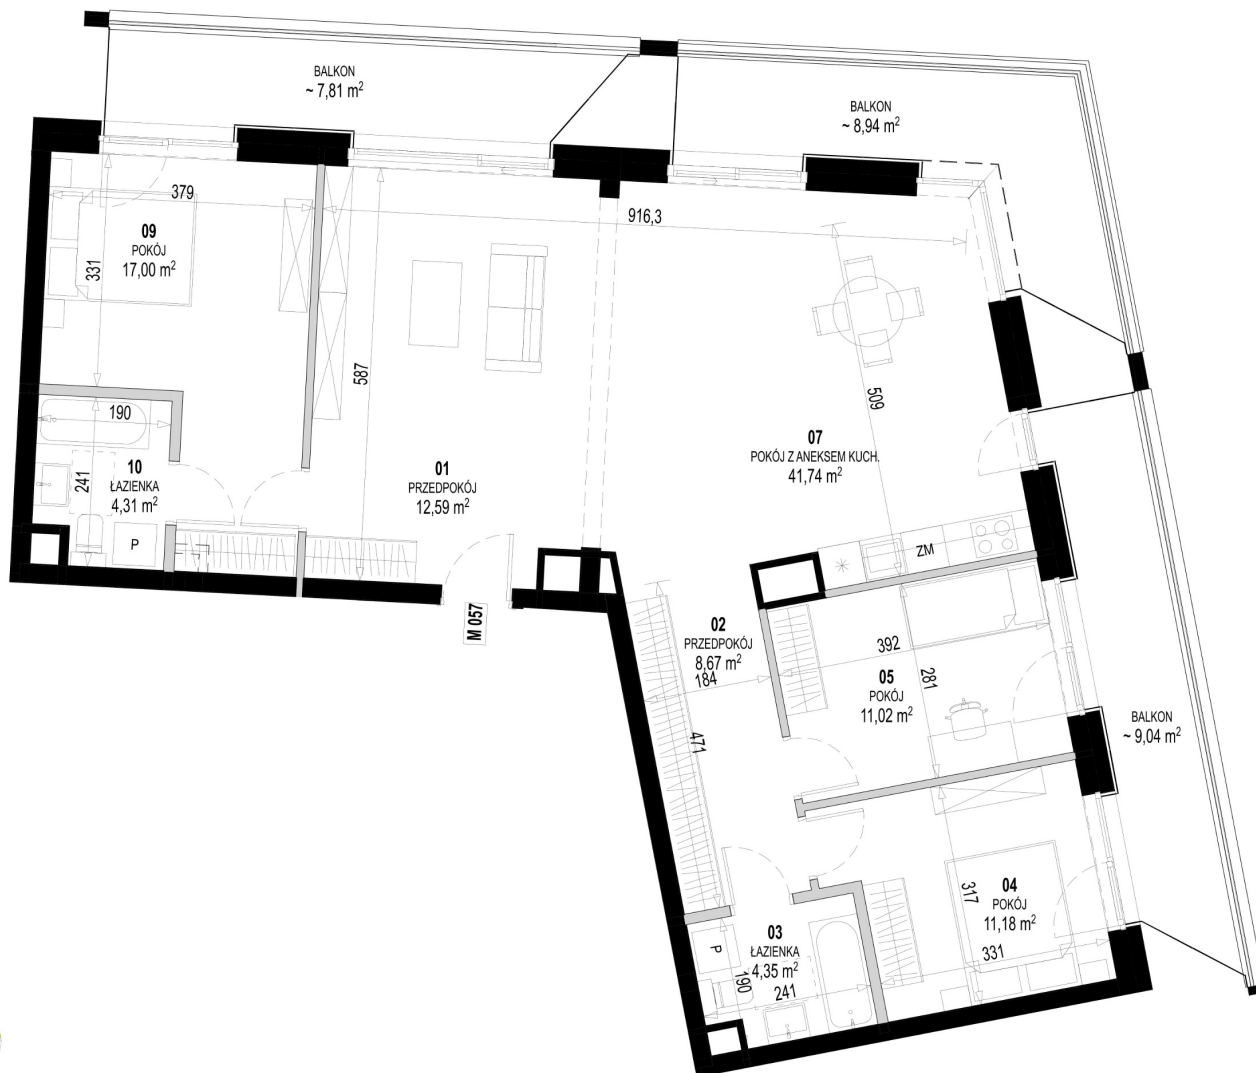 BALKON
~ 7,81 m²
BALKON
~ 8,94 m²
379
916,3
09
POKÓJ
17,00 m²
331
587
509
190
241
10
ŁAZIENKA
4,31 m²
P
01
PRZEDPOKÓJ
12,59 m²
07
POKÓJ Z ANEKSEM KUCH.
41,74 m²
ZM
M 057
02
PRZEDPOKÓJ
8,67 m²
184
471
392
281
05
POKÓJ
11,02 m²
BALKON
~ 9,04 m²
04
POKÓJ
11,18 m²
317
331
03
ŁAZIENKA
4,35 m²
P
190
241